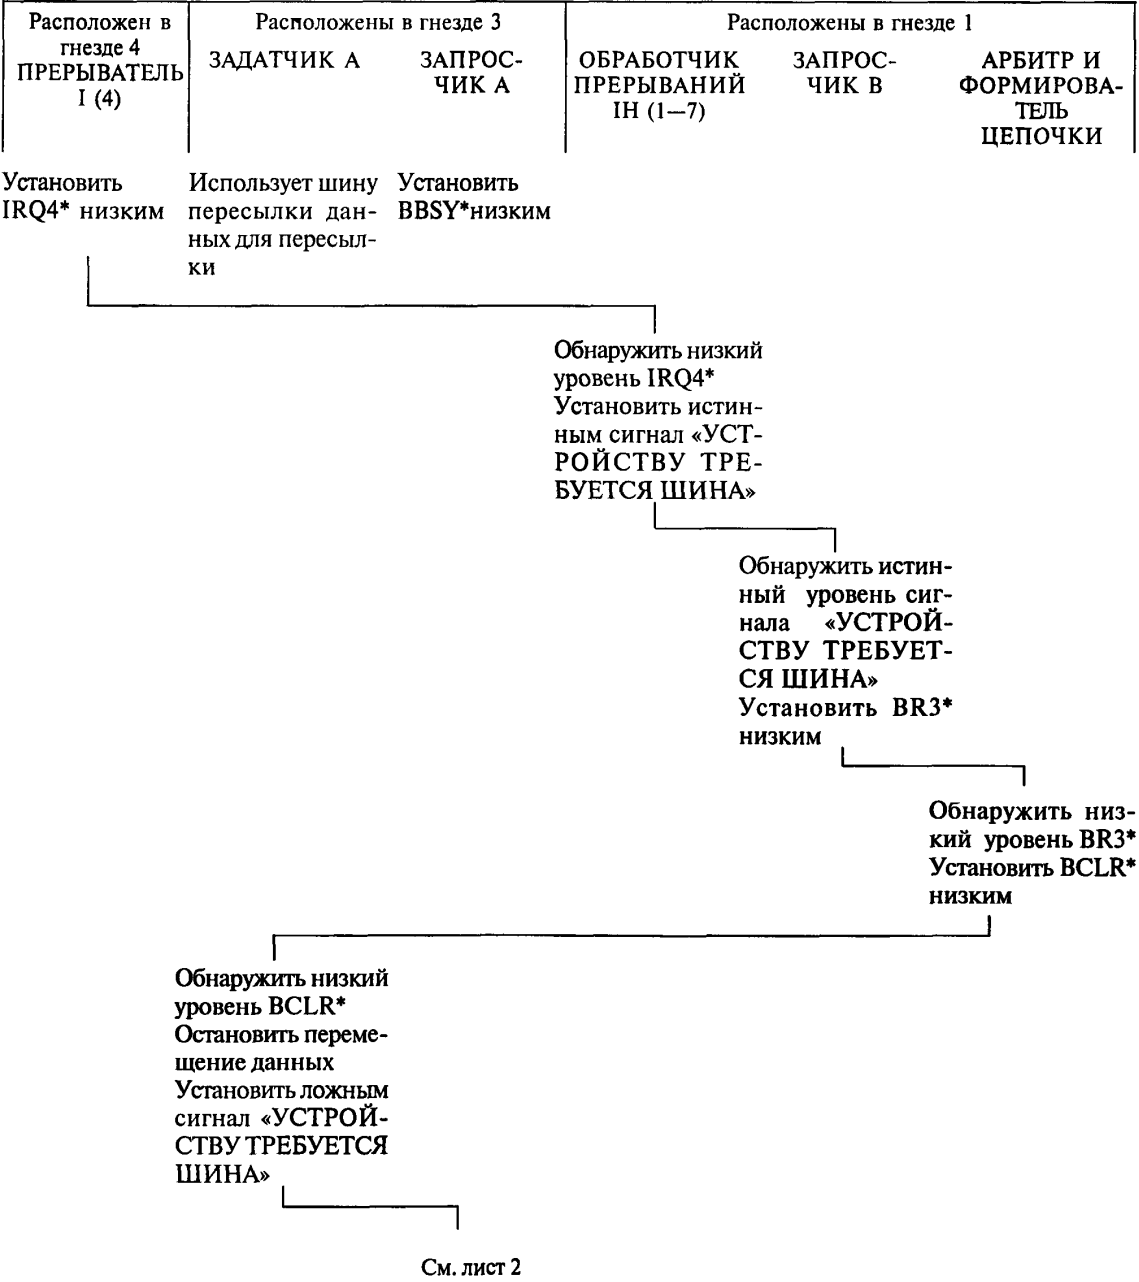 Расположен в
гнезде 4
ПРЕРЫВАТЕЛЬ
I (4)
Расположены в гнезде 3
ЗАДАТЧИК А
ЗАПРОС-
ЧИК А
Расположены в гнезде 1
ОБРАБОТЧИК
ПРЕРЫВАНИЙ
IH (1—7)
ЗАПРОС-
ЧИК В
АРБИТР И
ФОРМИРОВА-
ТЕЛЬ
ЦЕПОЧКИ
Установить
IRQ4* низким
Использует шину
пересылки дан-
ных для пересыл-
ки
Установить
BBSY*низким
Обнаружить низкий
уровень IRQ4*
Установить истин-
ным сигнал «УСТ-
РОЙСТВУ ТРЕ-
БУЕТСЯ ШИНА»
Обнаружить истин-
ный уровень сиг-
нала «УСТРОЙ-
СТВУ ТРЕБУЕТ-
СЯ ШИНА»
Установить BR3*
низким
Обнаружить низ-
кий уровень BR3*
Установить BCLR*
низким
Обнаружить низкий
уровень BCLR*
Остановить переме-
щение данных
Установить ложным
сигнал «УСТРОЙ-
СТВУ ТРЕБУЕТСЯ
ШИНА»
См. лист 2